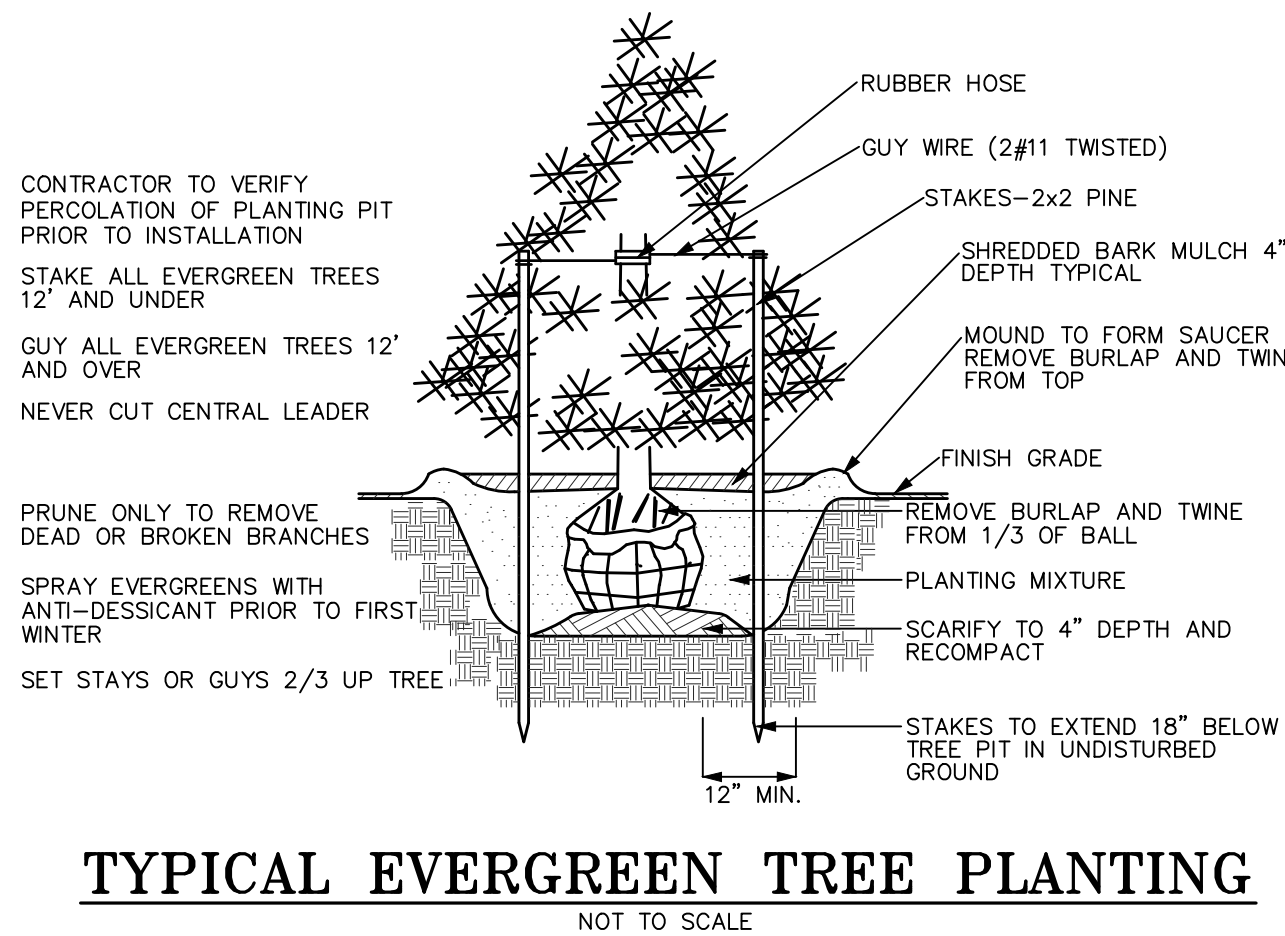 RUBBER HOSE
GUY WIRE (2#11 TWISTED)
STAKES-2x2 PINE
SHREDDED BARK MULCH 4"
DEPTH TYPICAL
MOUND TO FORM SAUCER
REMOVE BURLAP AND TWIN
FROM TOP
FINISH GRADE
REMOVE BURLAP AND TWINE
FROM 1/3 OF BALL
PLANTING MIXTURE
SCARIFY TO 4" DEPTH AND
RECOMPACT
STAKES TO EXTEND 18" BELOW
TREE PIT IN UNDISTURBED
GROUND
12" MIN.
CONTRACTOR TO VERIFY
PERCOLATION OF PLANTING PIT
PRIOR TO INSTALLATION
STAKE ALL EVERGREEN TREES
12' AND UNDER
GUY ALL EVERGREEN TREES 12'
AND OVER
NEVER CUT CENTRAL LEADER
PRUNE ONLY TO REMOVE
DEAD OR BROKEN BRANCHES
SPRAY EVERGREENS WITH
ANTI-DESSICANT PRIOR TO FIRST
WINTER
SET STAYS OR GUYS 2/3 UP TREE
TYPICAL EVERGREEN TREE PLANTING
NOT TO SCALE